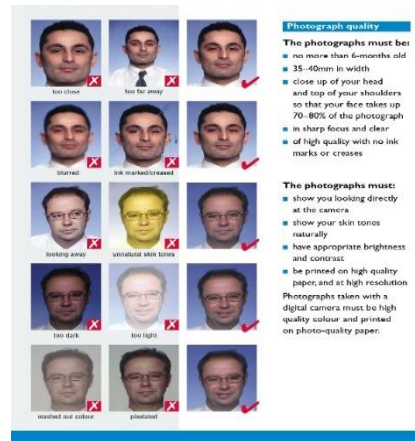 too close
too far away
blurred
ink marked/creased
looking away
unnatural skin tones
too dark
too light
washed out colour
pixelated
Photograph quality
The photographs must be:
no more than 6-months old
35–40mm in width
close up of your head
and top of your shoulders
so that your face takes up
70–80% of the photograph
in sharp focus and clear
of high quality with no ink
marks or creases
The photographs must:
show you looking directly
at the camera
show your skin tones
naturally
have appropriate brightness
and contrast
be printed on high quality
paper, and at high resolution
Photographs taken with a
digital camera must be high
quality colour and printed
on photo-quality paper.